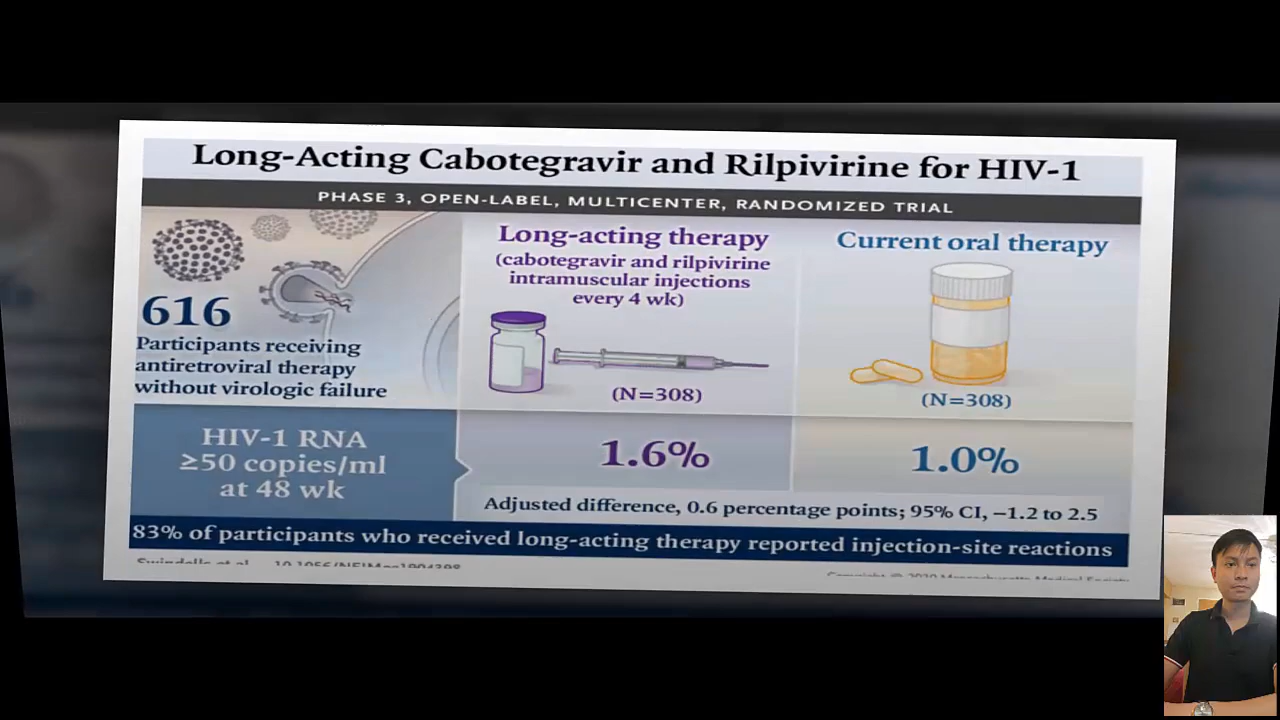 Long-Acting Cabotegravir and Rilpivirine for HIV-1
PHASE 3, OPEN-LABEL, MULTICENTER, RANDOMIZED TRIAL
616
Participants receiving
antiretroviral therapy
without virologic failure
Long-acting therapy
(cabotegravir and rilpivirine
intramuscular injections
every 4 wk)
(N=308)
Current oral therapy
(N=308)
HIV-1 RNA
≥50 copies/ml
at 48 wk
1.6%
1.0%
Adjusted difference, 0.6 percentage points; 95% CI, −1.2 to 2.5
83% of participants who received long-acting therapy reported injection-site reactions